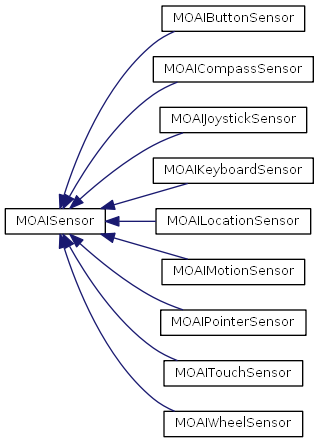 MOAIButtonSensor
MOAICompassSensor
MOAIJoystickSensor
MOAIKeyboardSensor
MOAISensor
MOAILocationSensor
MOAIMotionSensor
MOAIPointerSensor
MOAITouchSensor
MOAIWheelSensor